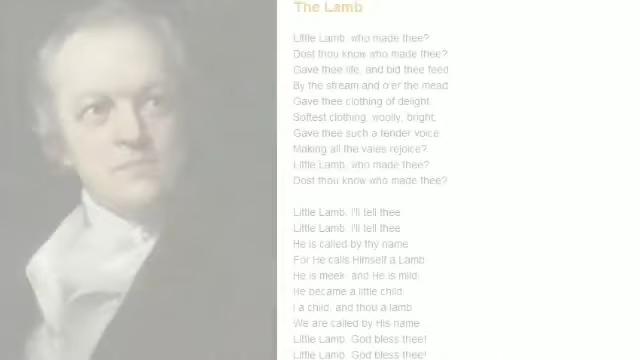 The Lamb
Little Lamb, who made thee?
Dost thou know who made thee?
Gave thee life, and bid thee feed
By the stream and o'er the mead
Gave thee clothing of delight
Softest clothing, woolly, bright;
Gave thee such a tender voice
Making all the vales rejoice?
Little Lamb, who made thee?
Dost thou know who made thee?
Little Lamb, I'll tell thee
Little Lamb, I'll tell thee
He is called by thy name
For He calls Himself a Lamb
He is meek, and He is mild
He became a little child
I a child, and thou a lamb
We are called by His name
Little Lamb, God bless thee!
Little Lamb, God bless thee!